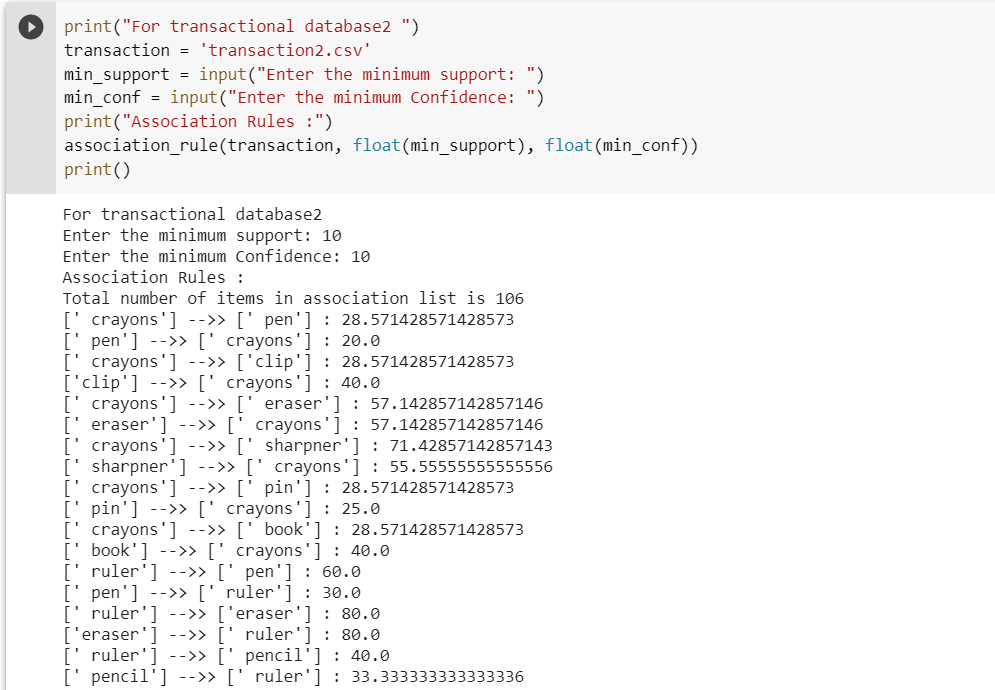 print("For transactional database2 ")
transaction = 'transaction2.csv'
min_support = input("Enter the minimum support: ")
min_conf = input("Enter the minimum Confidence: ")
print("Association Rules :")
association_rule(transaction, float(min_support), float(min_conf))
print()
For transactional database2
Enter the minimum support: 10
Enter the minimum Confidence: 10
Association Rules :
Total number of items in association list is 106
[' crayons'] -->> [' pen'] : 28.571428571428573
[' pen'] -->> [' crayons'] : 20.0
[' crayons'] -->> ['clip'] : 28.571428571428573
['clip'] -->> [' crayons'] : 40.0
[' crayons'] -->> [' eraser'] : 57.142857142857146
[' eraser'] -->> [' crayons'] : 57.142857142857146
[' crayons'] -->> [' sharpner'] : 71.42857142857143
[' sharpner'] -->> [' crayons'] : 55.55555555555556
[' crayons'] -->> [' pin'] : 28.571428571428573
[' pin'] -->> [' crayons'] : 25.0
[' crayons'] -->> [' book'] : 28.571428571428573
[' book'] -->> [' crayons'] : 40.0
[' ruler'] -->> [' pen'] : 60.0
[' pen'] -->> [' ruler'] : 30.0
[' ruler'] -->> ['eraser'] : 80.0
['eraser'] -->> [' ruler'] : 80.0
[' ruler'] -->> [' pencil'] : 40.0
[' pencil'] -->> [' ruler'] : 33.333333333333336